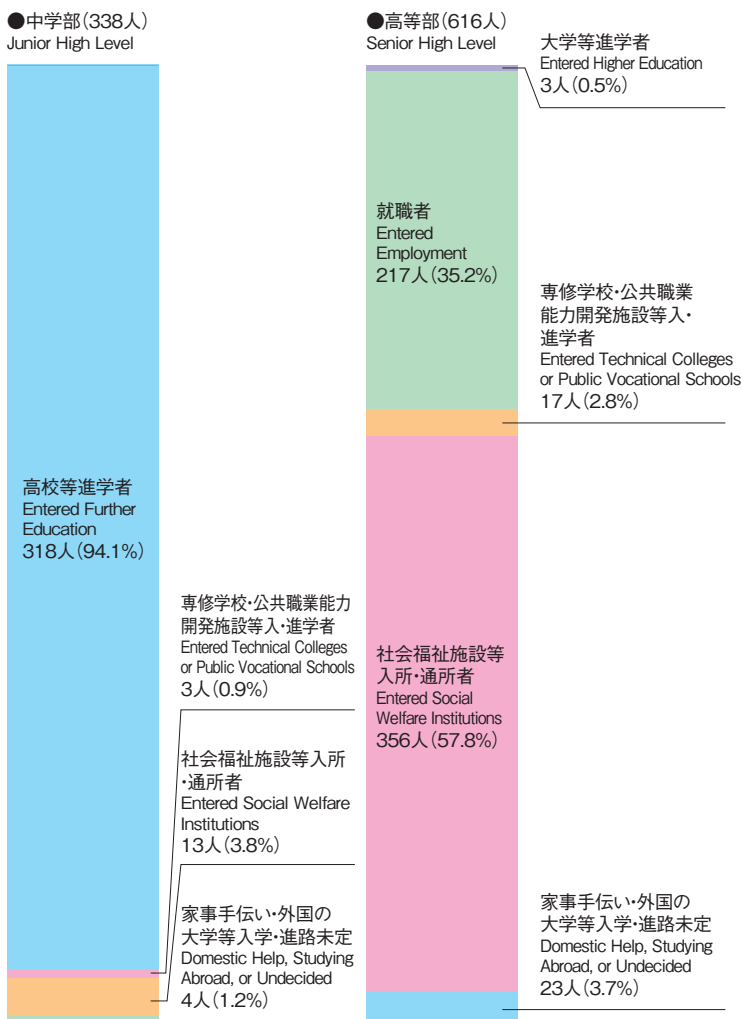 ●中学部(338人)
Junior High Level
高校等進学者
Entered Further
Education
318人(94.1%)
専修学校・公共職業能力
開発施設等入・進学者
Entered Technical Colleges
or Public Vocational Schools
3人(0.9%)
社会福祉施設等入所
・通所者
Entered Social Welfare
Institutions
13人(3.8%)
家事手伝い・外国の
大学等入学・進路未定
Domestic Help, Studying
Abroad, or Undecided
4人(1.2%)
●高等部(616人)
Senior High Level
大学等進学者
Entered Higher Education
3人(0.5%)
就職者
Entered
Employment
217人(35.2%)
専修学校・公共職業
能力開発施設等入・
進学者
Entered Technical Colleges
or Public Vocational Schools
17人(2.8%)
社会福祉施設等
入所・通所者
Entered Social
Welfare Institutions
356人(57.8%)
家事手伝い・外国の
大学等入学・進路未定
Domestic Help, Studying
Abroad, or Undecided
23人(3.7%)